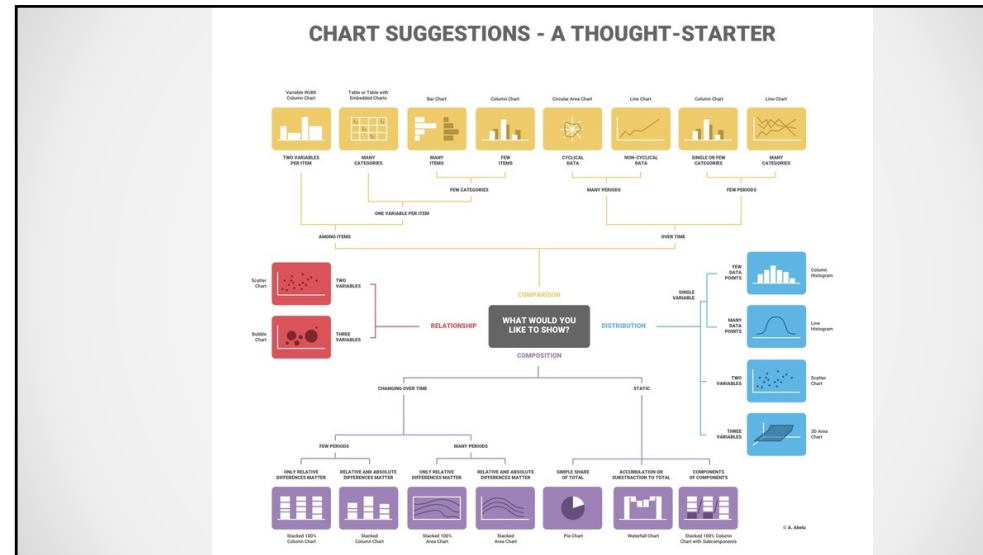 CHART SUGGESTIONS - A THOUGHT-STARTER
Variable Width
Column Chart
Table or Table with
Embedded Charts
Bar Chart
Column Chart
Circular Area Chart
Line Chart
Column Chart
Line Chart
TWO VARIABLES
PER ITEM
MANY
CATEGORIES
MANY
ITEMS
FEW
ITEMS
CYCLICAL
DATA
NON-CYCLICAL
DATA
SINGLE OR FEW
CATEGORIES
MANY
CATEGORIES
FEW CATEGORIES
MANY PERIODS
FEW PERIODS
ONE VARIABLE PER ITEM
AMONG ITEMS
OVER TIME
COMPARISON
Scatter
Chart
TWO
VARIABLES
Bubble
Chart
THREE
VARIABLES
RELATIONSHIP
WHAT WOULD YOU
LIKE TO SHOW?
DISTRIBUTION
SINGLE
VARIABLE
FEW
DATA
POINTS
Column
Histogram
MANY
DATA
POINTS
Line
Histogram
TWO
VARIABLES
Scatter
Chart
THREE
VARIABLES
3D Area
Chart
COMPOSITION
CHANGING OVER TIME
STATIC
FEW PERIODS
MANY PERIODS
ONLY RELATIVE
DIFFERENCES MATTER
RELATIVE AND ABSOLUTE
DIFFERENCES MATTER
ONLY RELATIVE
DIFFERENCES MATTER
RELATIVE AND ABSOLUTE
DIFFERENCES MATTER
SIMPLE SHARE
OF TOTAL
ACCUMULATION OR
SUBSTRACTION TO TOTAL
COMPONENTS
OF COMPONENTS
Stacked 100%
Column Chart
Stacked
Column Chart
Stacked 100%
Area Chart
Stacked
Area Chart
Pie Chart
Waterfall Chart
Stacked 100% Column
Chart with Subcomponents
© A. Abela